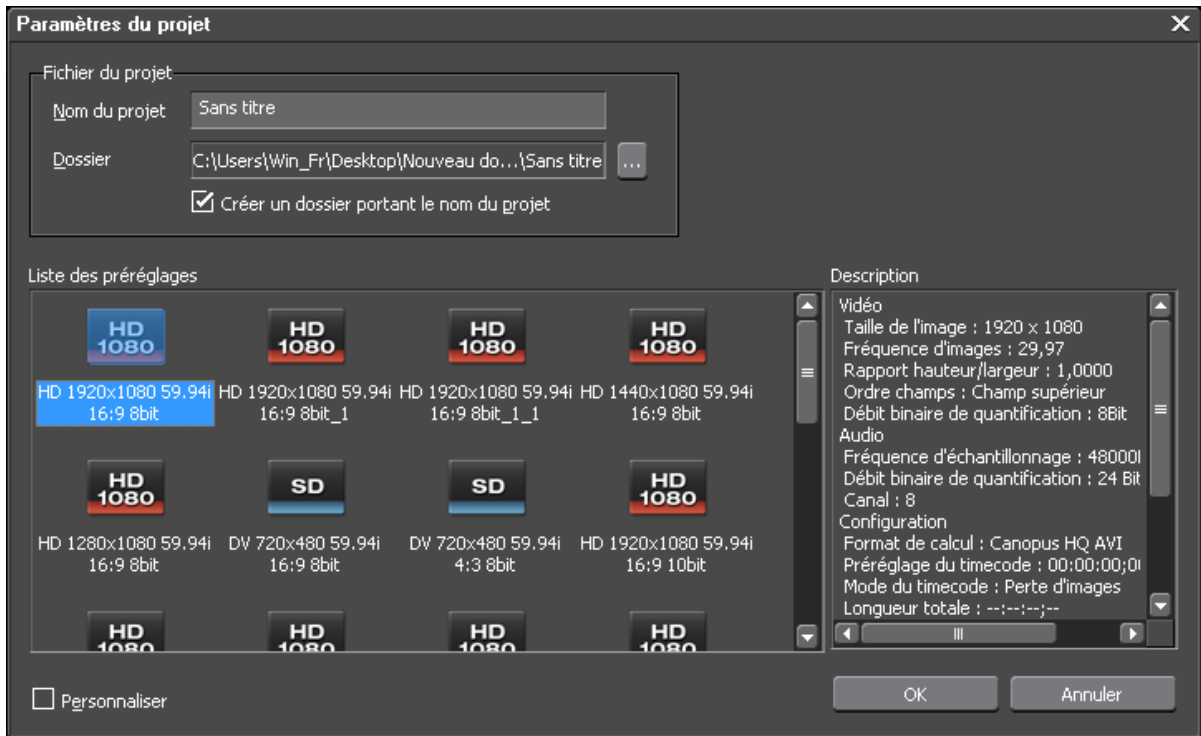 Paramètres du projet
Fichier du projet
Nom du projet
Sans titre
Dossier
C:\Users\Win_Fr\Desktop\Nouveau do...\Sans titre
...
Créer un dossier portant le nom du projet
Liste des préréglages
HD
1080
HD 1920x1080 59.94i
16:9 8bit
HD
1080
HD 1920x1080 59.94i
16:9 8bit_1
HD
1080
HD 1920x1080 59.94i
16:9 8bit_1_1
HD
1080
HD 1440x1080 59.94i
16:9 8bit
HD
1080
HD 1280x1080 59.94i
16:9 8bit
SD
DV 720x480 59.94i
16:9 8bit
SD
DV 720x480 59.94i
4:3 8bit
HD
1080
HD 1920x1080 59.94i
16:9 10bit
HD
1080
HD
1080
HD
1080
HD
1080
Description
Vidéo
Taille de l'image : 1920 x 1080
Fréquence d'images : 29,97
Rapport hauteur/largeur : 1,0000
Ordre champs : Champ supérieur
Débit binaire de quantification : 8Bit
Audio
Fréquence d'échantillonnage : 48000
Débit binaire de quantification : 24 Bit
Canal : 8
Configuration
Format de calcul : Canopus HQ AVI
Préréglage du timecode : 00:00:00;0
Mode du timecode : Perte d'images
Longueur totale : --:--:--;--
Personnaliser
OK
Annuler